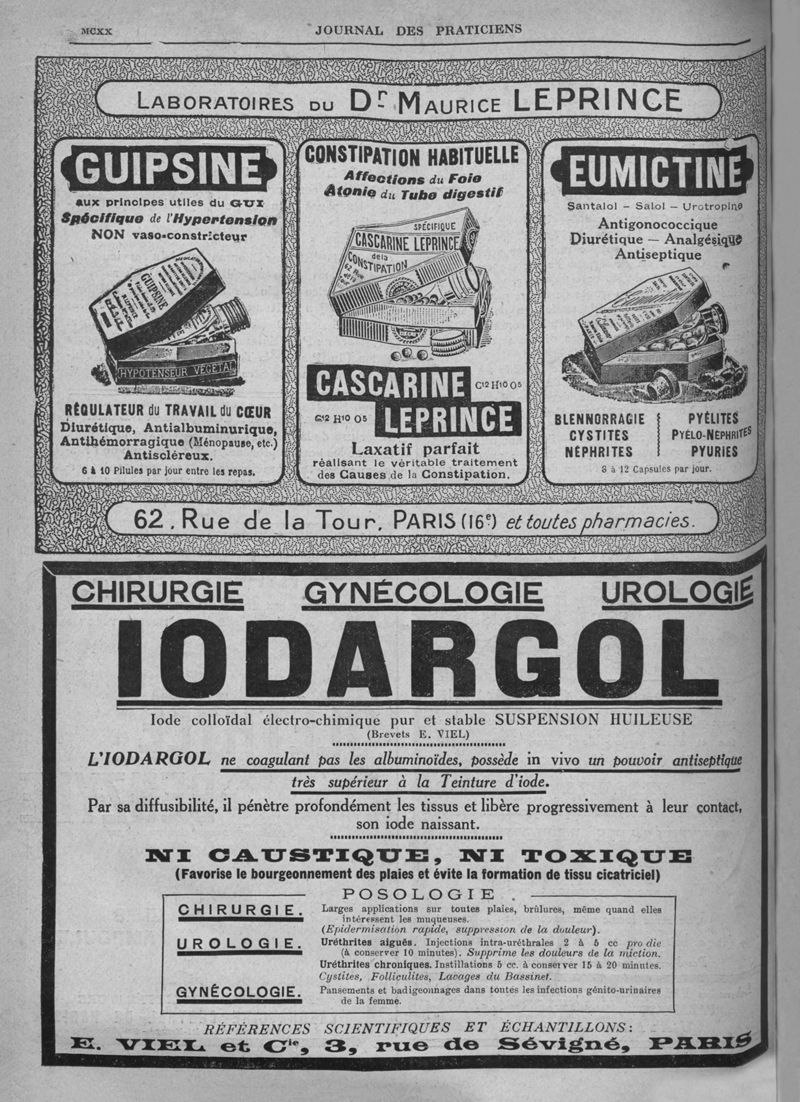 MCXX
JOURNAL DES PRATICIENS
LABORATOIRES DU Dr MAURICE LEPRINCE
GUIPSINE
aux principes utiles du GUI
Spécifique de l'Hypertension
NON vaso-constricteur
GUIPSINE
HYPOTENSEUR VEGETAL
RÉGULATEUR du TRAVAIL du CŒUR
Diurétique, Antialbuminurique,
Antihémorragique (Ménopause, etc.)
Antiscléreux.
6 à 10 Pilules par jour entre les repas.
CONSTIPATION HABITUELLE
Affections du Foie
Atonie du Tube digestif
SPÉCIFIQUE
CASCARINE LEPRINCE
de la
CONSTIPATION
62 Rue
CASCARINE C12 H10 O5
C12 H10 O5 LEPRINCE
Laxatif parfait
réalisant le véritable traitement
des Causes de la Constipation.
EUMICTINE
Santalol – Salol – Urotropine
Antigonococcique
Diurétique — Analgésique
Antiseptique
BLENNORRAGIE
CYSTITES
NÉPHRITES
PYÉLITES
PYÉLO-NÉPHRITES
PYURIES
8 à 12 Capsules par jour.
62, Rue de la Tour, PARIS (16e) et toutes pharmacies.
CHIRURGIE GYNÉCOLOGIE UROLOGIE
IODARGOL
Iode colloïdal électro-chimique pur et stable SUSPENSION HUILEUSE
(Brevets E. VIEL)
L'IODARGOL ne coagulant pas les albuminoïdes, possède in vivo un pouvoir antiseptique
très supérieur à la Teinture d'iode.
Par sa diffusibilité, il pénètre profondément les tissus et libère progressivement à leur contact,
son iode naissant.
NI CAUSTIQUE, NI TOXIQUE
(Favorise le bourgeonnement des plaies et évite la formation de tissu cicatriciel)
POSOLOGIE.
CHIRURGIE. Larges applications sur toutes plaies, brûlures, même quand elles
intéressent les muqueuses.
(Epidermisation rapide, suppression de la douleur).
UROLOGIE. Uréthrites aiguës. Injections intra-uréthrales 2 à 5 cc pro die
(à conserver 10 minutes). Supprime les douleurs de la miction.
Uréthrites chroniques. Instillations 5 cc. à conserver 15 à 20 minutes.
Cystites, Folliculites, Lavages du Bassinet.
GYNÉCOLOGIE. Pansements et badigeonnages dans toutes les infections génito-urinaires
de la femme.
RÉFÉRENCES SCIENTIFIQUES ET ÉCHANTILLONS:
E. VIEL et Cie, 3, rue de Sévigné, PARIS